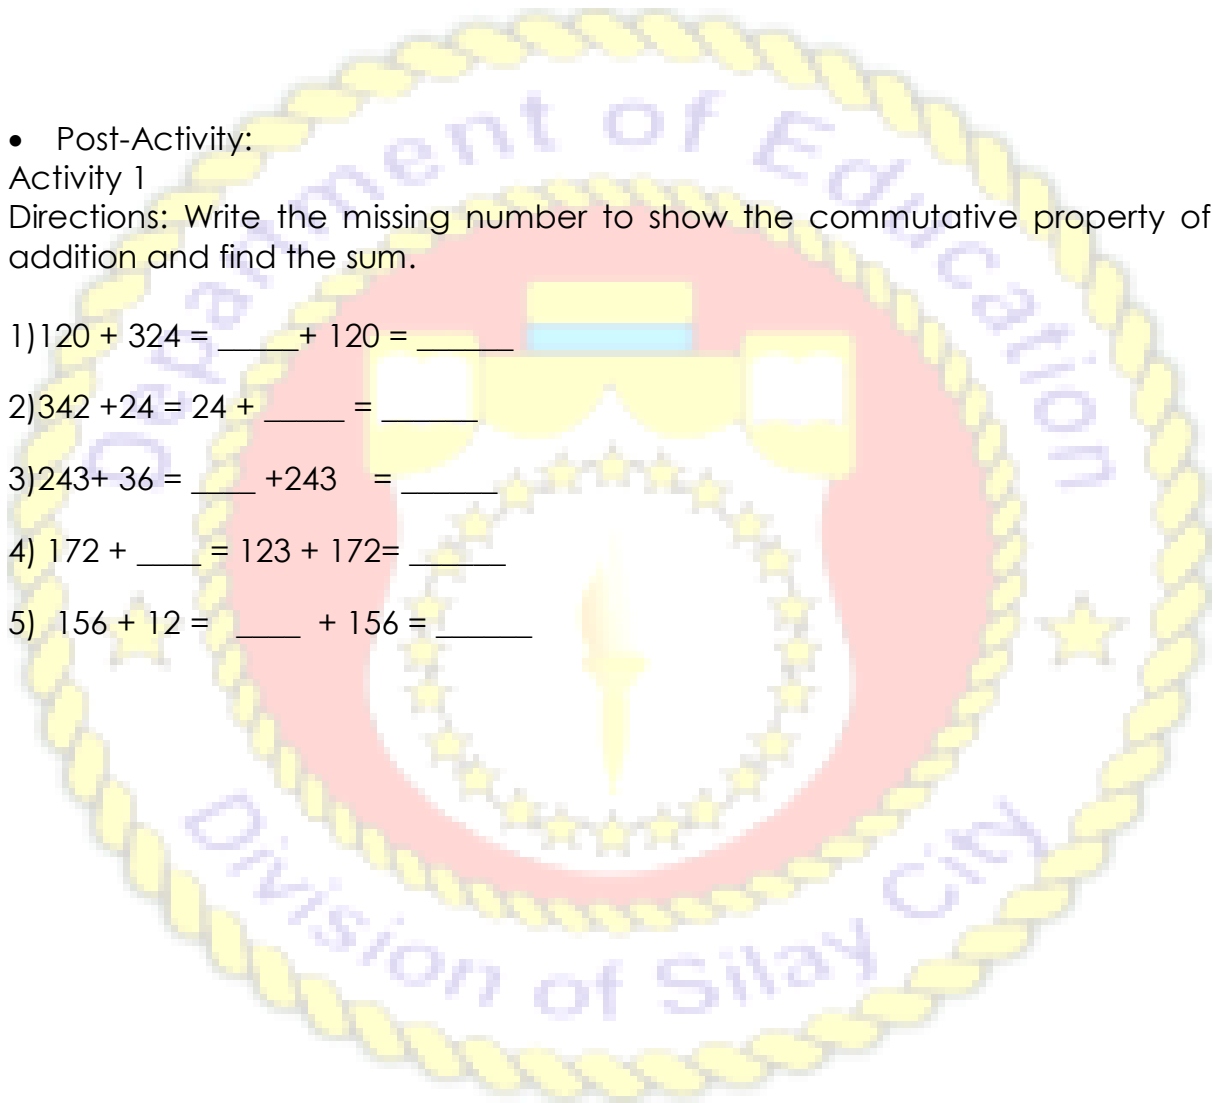 • Post-Activity:
Activity 1
Directions: Write the missing number to show the commutative property of
addition and find the sum.
1)120 + 324 = _____+ 120 = ______
2)342 +24 = 24 + _____ = ______
3)243+ 36 = ____ +243 = ______
4) 172 + ____ = 123 + 172= ______
5) 156 + 12 = ____ + 156 = ______
Department of Education
Division of Silay City